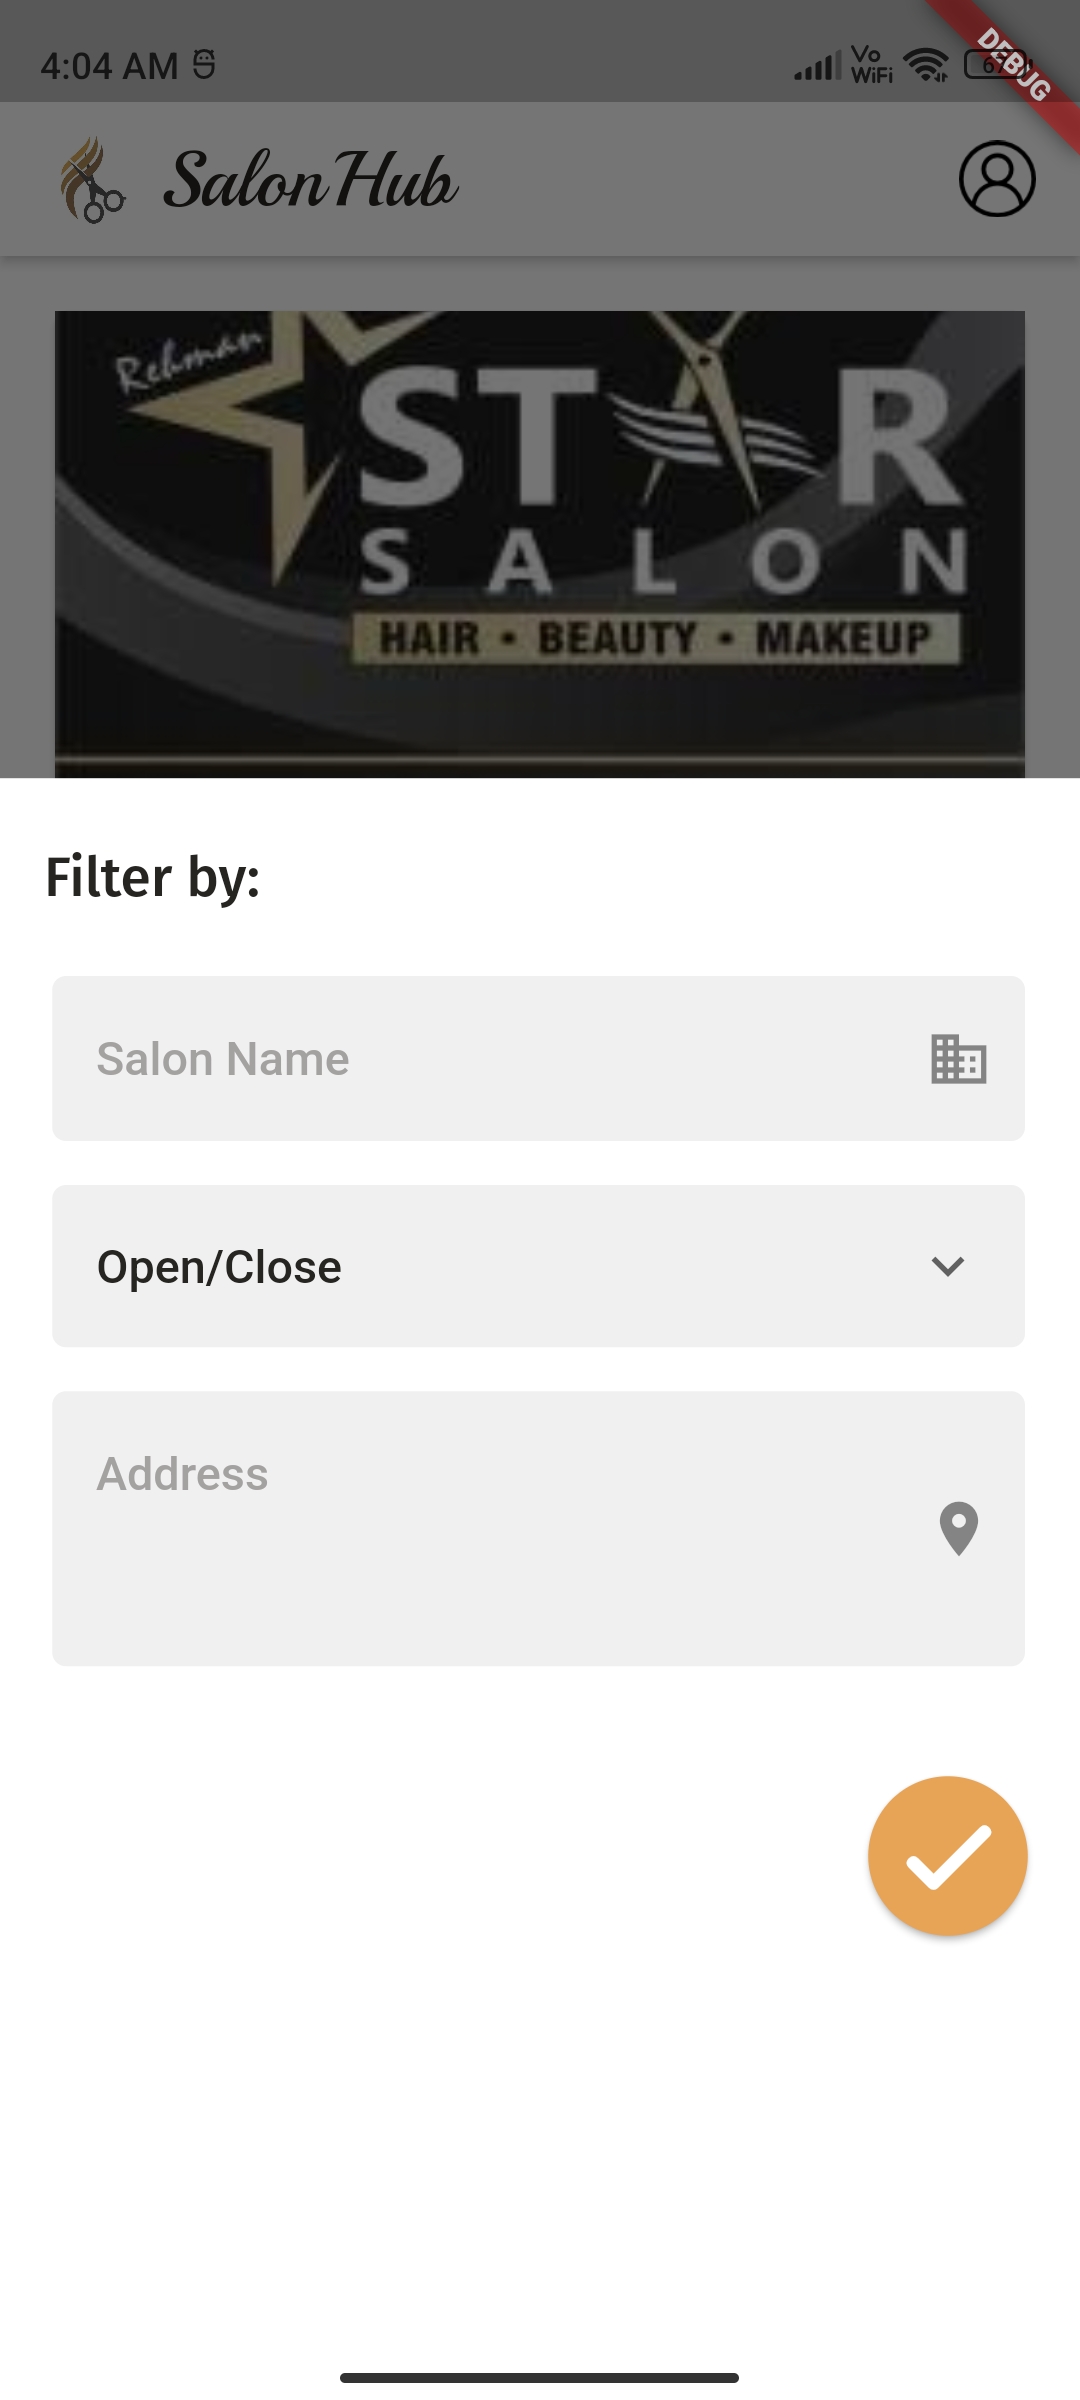 4:04 AM
Vo
WiFi
DEBUG
Salon Hub
Rehman
STAR
SALON
HAIR • BEAUTY • MAKEUP
Filter by:
Salon Name
Open/Close
Address